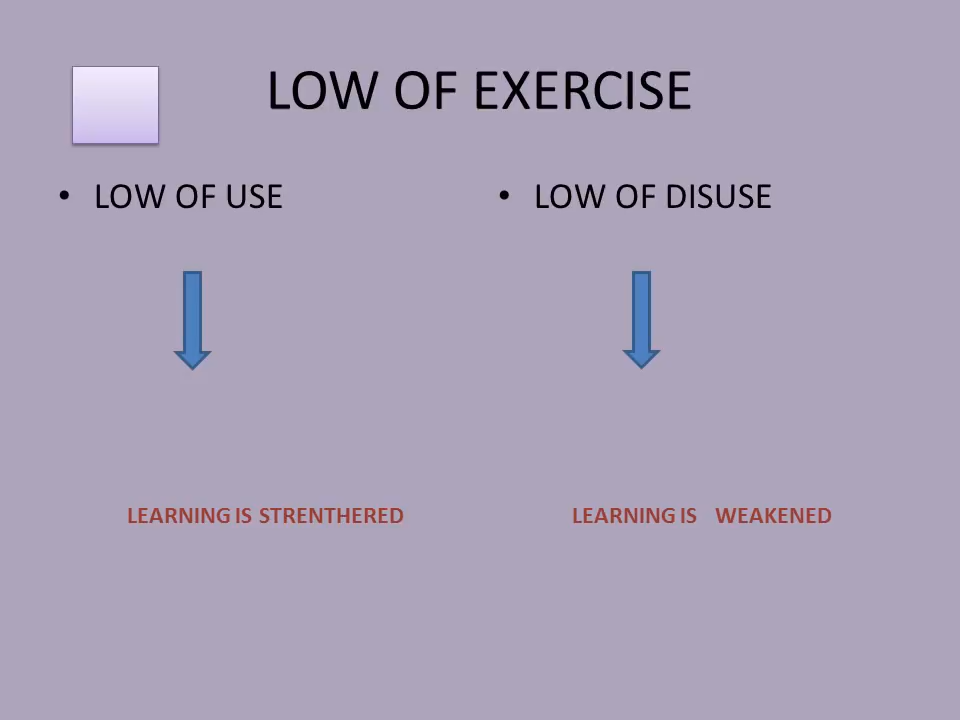 LOW OF EXERCISE
• LOW OF USE
• LOW OF DISUSE
LEARNING IS STRENTHERED
LEARNING IS WEAKENED